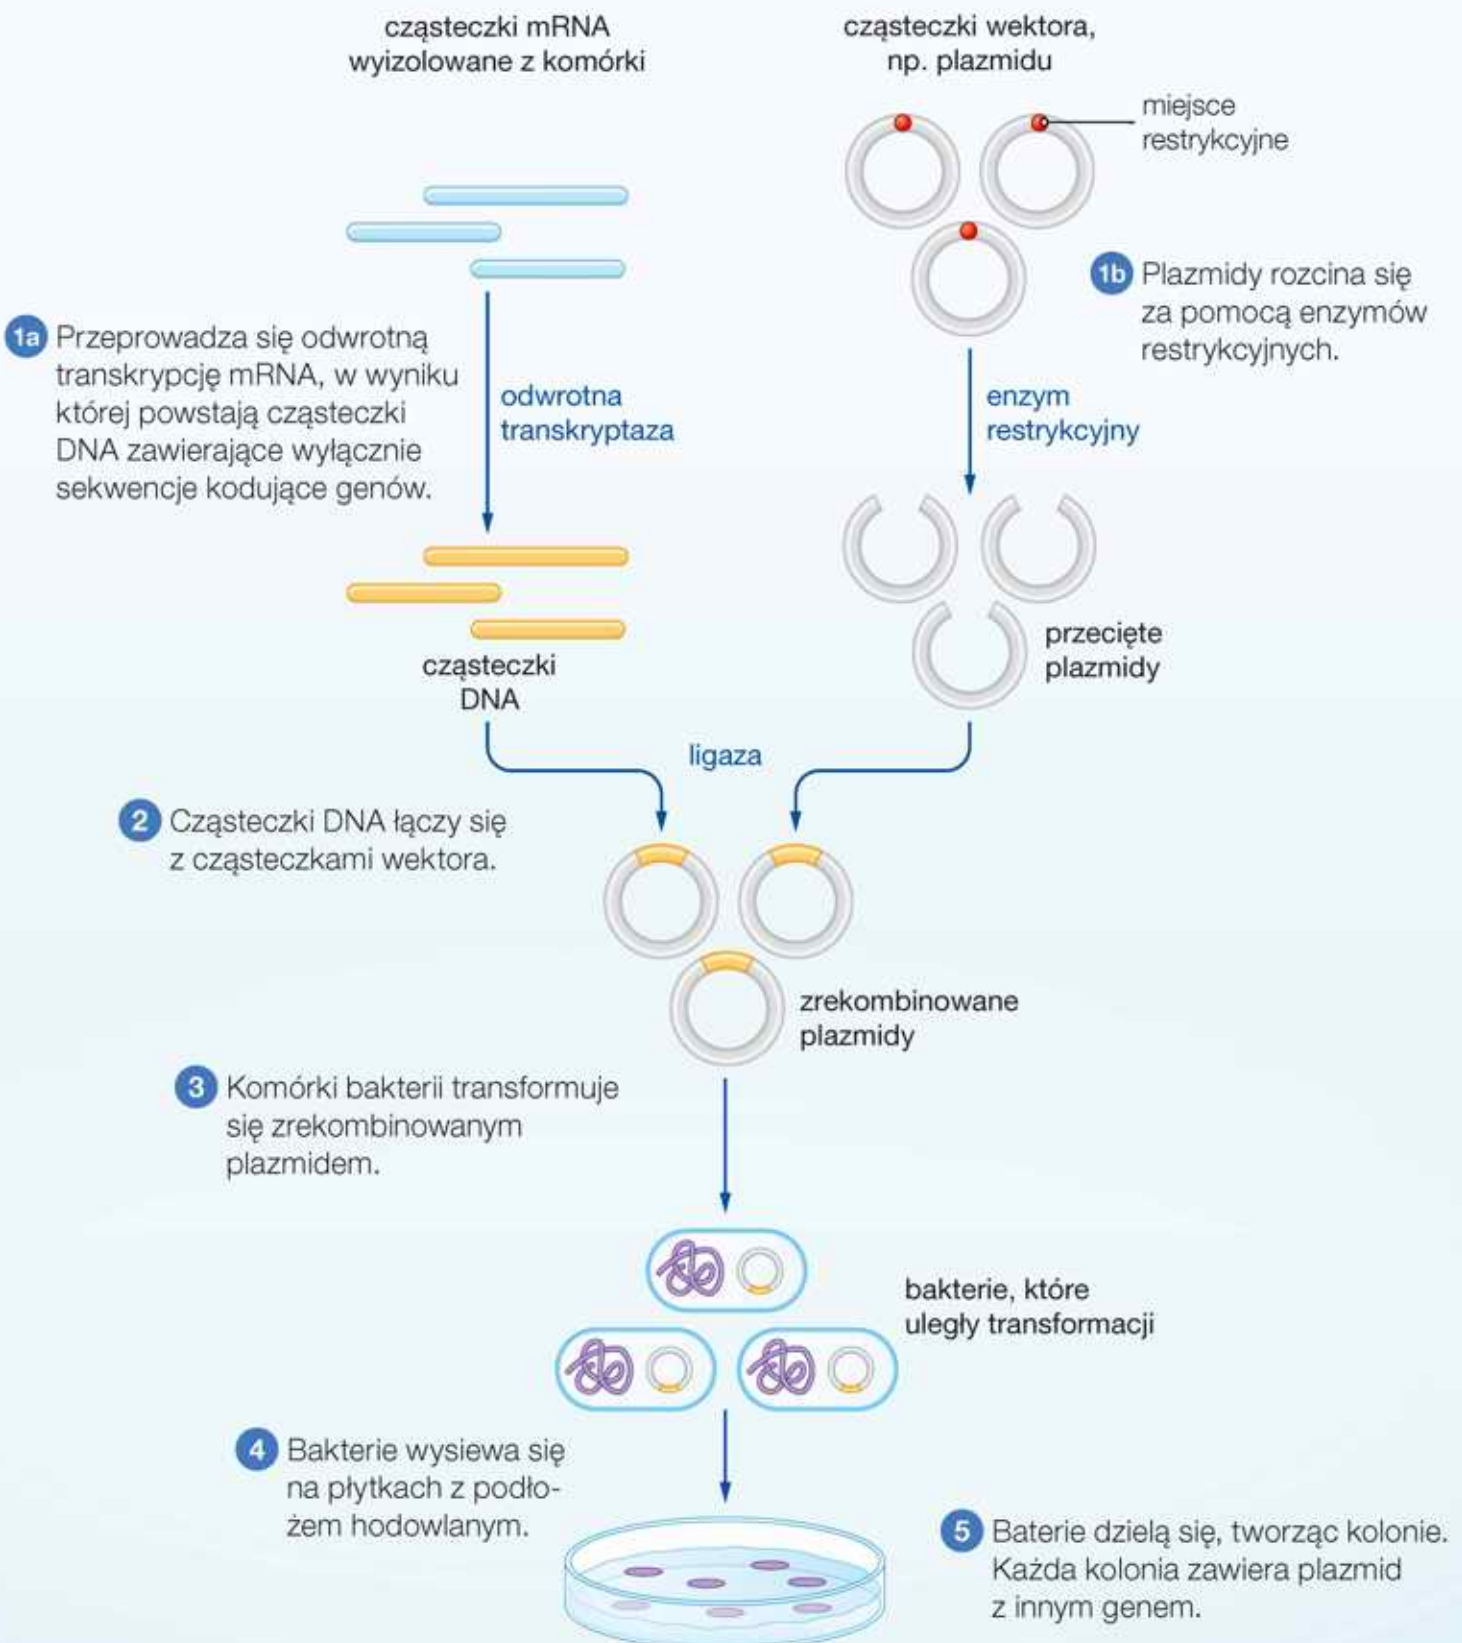 cząsteczki mRNA
wyizolowane z komórki
cząsteczki wektora,
np. plazmidu
miejsce
restrykcyjne
1b Plazmidy rozcina się
za pomocą enzymów
restrykcyjnych.
1a Przeprowadza się odwrotną
transkrypcję mRNA, w wyniku
której powstają cząsteczki
DNA zawierające wyłącznie
sekwencje kodujące genów.
odwrotna
transkryptaza
enzym
restrykcyjny
cząsteczki
DNA
przecięte
plazmidy
ligaza
2 Cząsteczki DNA łączy się
z cząsteczkami wektora.
zrekombinowane
plazmidy
3 Komórki bakterii transformuje
się zrekombinowanym
plazmidem.
bakterie, które
uległy transformacji
4 Bakterie wysiewa się
na płytkach z podło-
żem hodowlanym.
5 Baterie dzielą się, tworząc kolonie.
Każda kolonia zawiera plazmid
z innym genem.